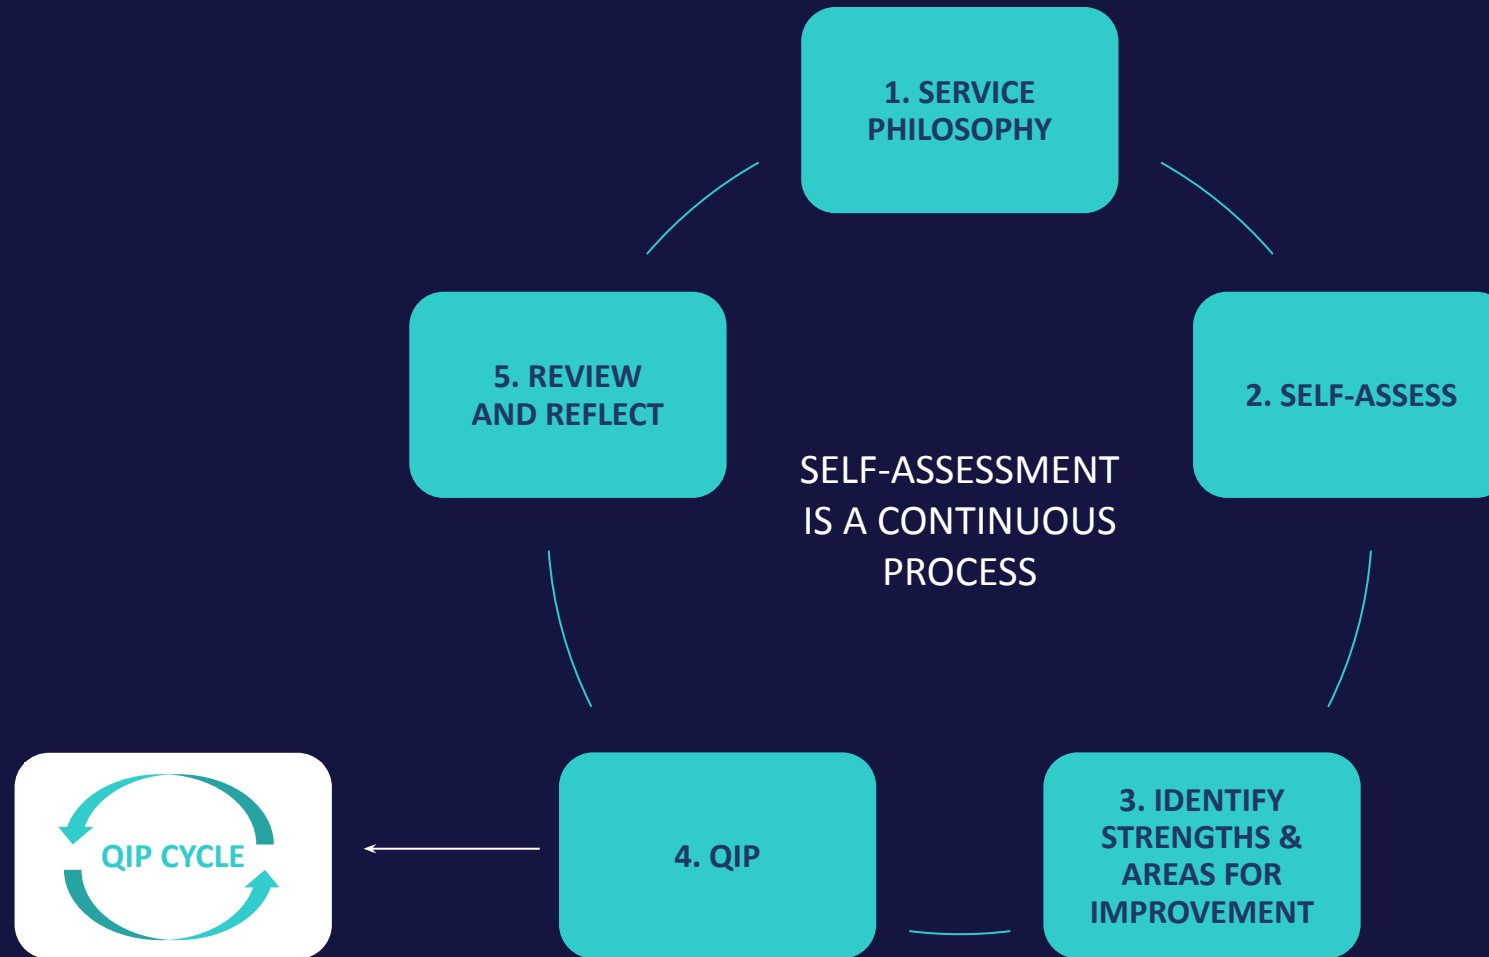 1. SERVICE
PHILOSOPHY
2. SELF-ASSESS
3. IDENTIFY
STRENGTHS &
AREAS FOR
IMPROVEMENT
4. QIP
QIP CYCLE
5. REVIEW
AND REFLECT
SELF-ASSESSMENT
IS A CONTINUOUS
PROCESS